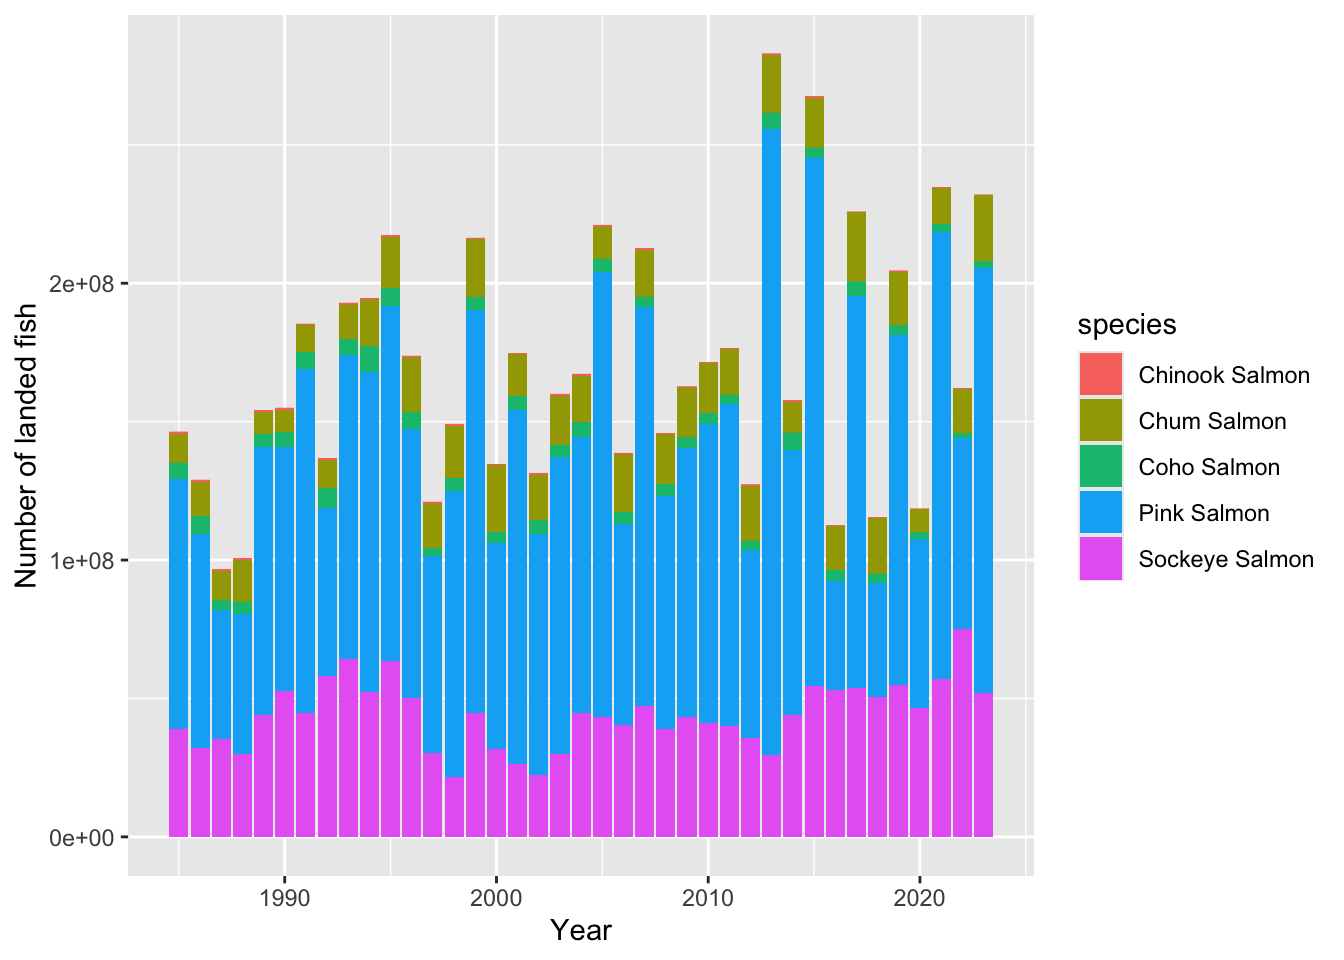 Number of landed fish
2e+08
1e+08
0e+00
1990 2000 2010 2020
Year
species
Chinook Salmon
Chum Salmon
Coho Salmon
Pink Salmon
Sockeye Salmon